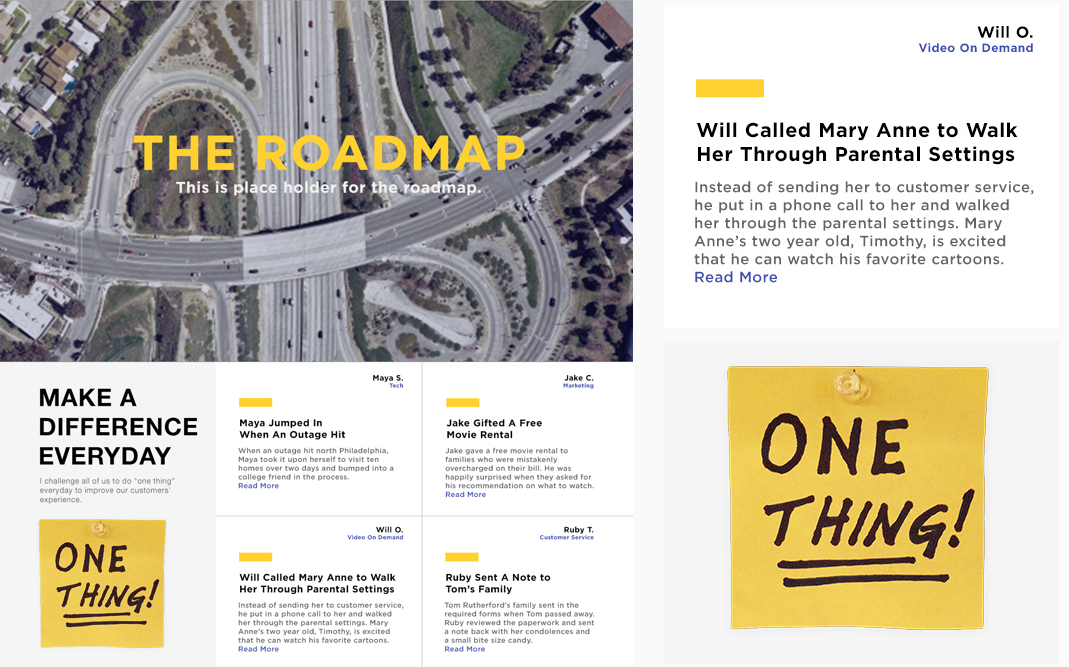 THE ROADMAP
This is place holder for the roadmap.
MAKE A
DIFFERENCE
EVERYDAY
I challenge all of us to do "one thing"
everyday to improve our customers'
experience.
ONE
THING!
Maya S.
Tech
Maya Jumped In
When An Outage Hit
When an outage hit north Philadelphia,
Maya took it upon herself to visit ten
homes over two days and bumped into a
college friend in the process.
Read More
Jake C.
Marketing
Jake Gifted A Free
Movie Rental
Jake gave a free movie rental to
families who were mistakenly
overcharged on their bill. He was
happily surprised when they asked for
his recommendation on what to watch.
Read More
Will O.
Video On Demand
Will Called Mary Anne to Walk
Her Through Parental Settings
Instead of sending her to customer service,
he put in a phone call to her and walked
her through the parental settings. Mary
Anne's two year old, Timothy, is excited
that he can watch his favorite cartoons.
Read More
Ruby T.
Customer Service
Ruby Sent A Note to
Tom's Family
Tom Rutherford's family sent in the
required forms when Tom passed away.
Ruby reviewed the paperwork and sent
a note back with her condolences and
a small bite size candy.
Read More
Will O.
Video On Demand
Will Called Mary Anne to Walk
Her Through Parental Settings
Instead of sending her to customer service,
he put in a phone call to her and walked
her through the parental settings. Mary
Anne's two year old, Timothy, is excited
that he can watch his favorite cartoons.
Read More
ONE
THING!